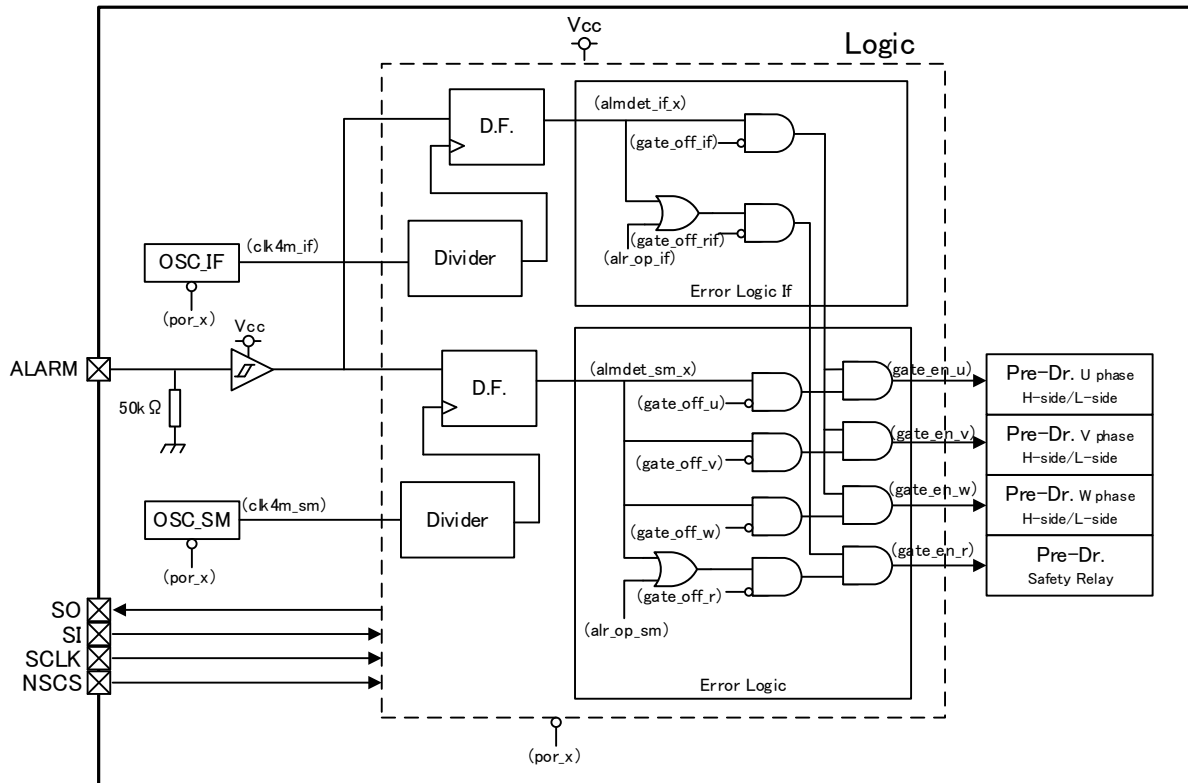 Vcc
Logic
(almdet_if_x)
D.F.
(gate_off_if)
(clk4m_if)
OSC_IF
Divider
(gate_off_rif)
(alr_op_if)
Error Logic If
(por_x)
Vcc
ALARM
50kΩ
D.F.
(almdet_sm_x)
(gate_off_u)
(gate_en_u)
Pre-Dr. U phase
H-side/L-side
(gate_off_v)
(gate_en_v)
Pre-Dr. V phase
H-side/L-side
(clk4m_sm)
OSC_SM
Divider
(gate_off_w)
(gate_en_w)
Pre-Dr. W phase
H-side/L-side
(por_x)
(gate_off_r)
(gate_en_r)
Pre-Dr.
Safety Relay
(alr_op_sm)
SO
SI
SCLK
NSCS
Error Logic
(por_x)